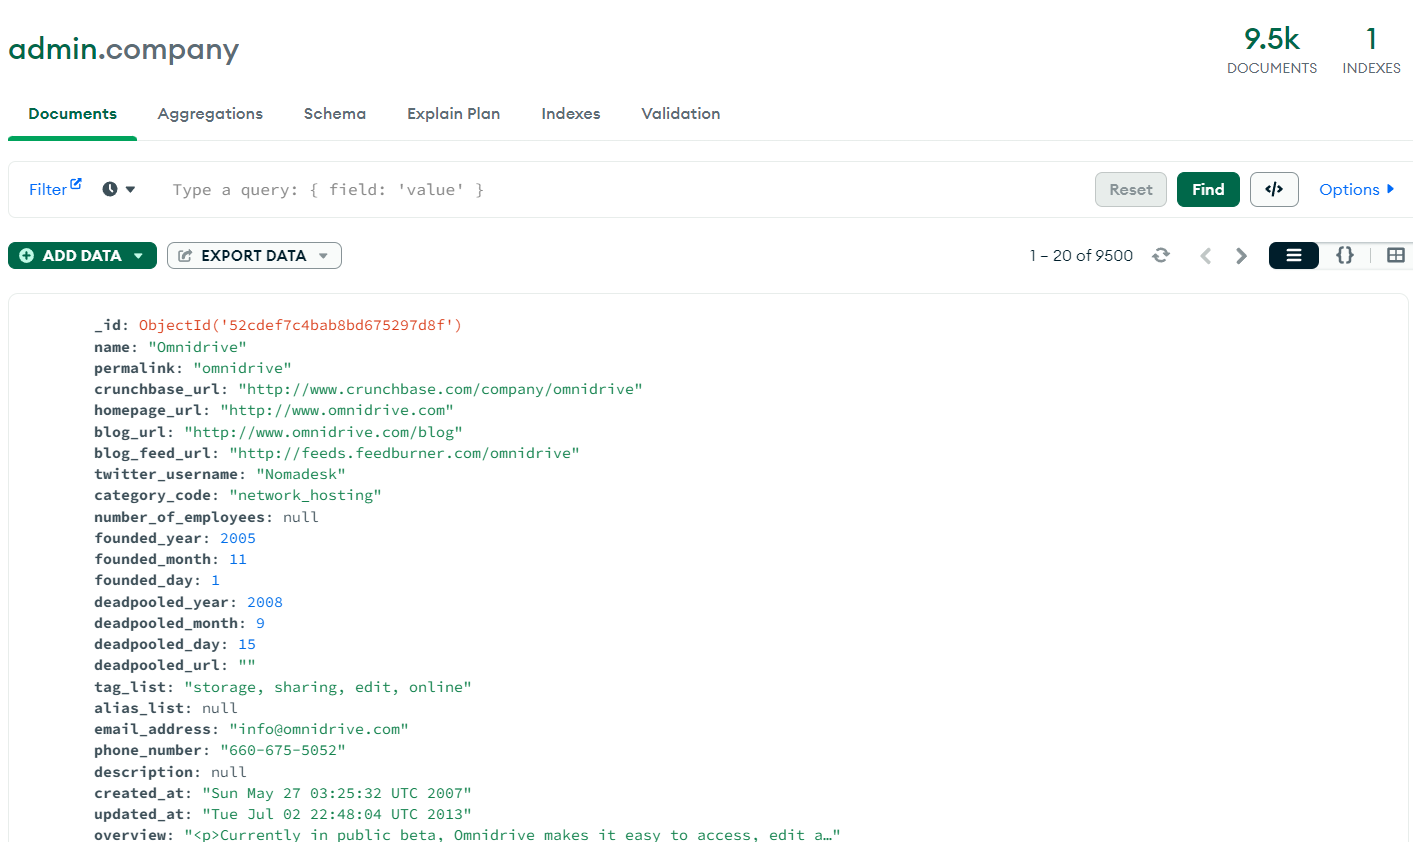 admin.company
9.5k 1
DOCUMENTS INDEXES
Documents Aggregations Schema Explain Plan Indexes Validation
Filter Type a query: { field: 'value' } Reset Find </> Options
ADD DATA EXPORT DATA 1 – 20 of 9500 {}
_id: ObjectId('52cdef7c4bab8bd675297d8f')
name: "Omnidrive"
permalink: "omnidrive"
crunchbase_url: "http://www.crunchbase.com/company/omnidrive"
homepage_url: "http://www.omnidrive.com"
blog_url: "http://www.omnidrive.com/blog"
blog_feed_url: "http://feeds.feedburner.com/omnidrive"
twitter_username: "Nomadesk"
category_code: "network_hosting"
number_of_employees: null
founded_year: 2005
founded_month: 11
founded_day: 1
deadpooled_year: 2008
deadpooled_month: 9
deadpooled_day: 15
deadpooled_url: ""
tag_list: "storage, sharing, edit, online"
alias_list: null
email_address: "info@omnidrive.com"
phone_number: "660-675-5052"
description: null
created_at: "Sun May 27 03:25:32 UTC 2007"
updated_at: "Tue Jul 02 22:48:04 UTC 2013"
overview: "<p>Currently in public beta, Omnidrive makes it easy to access, edit a…"